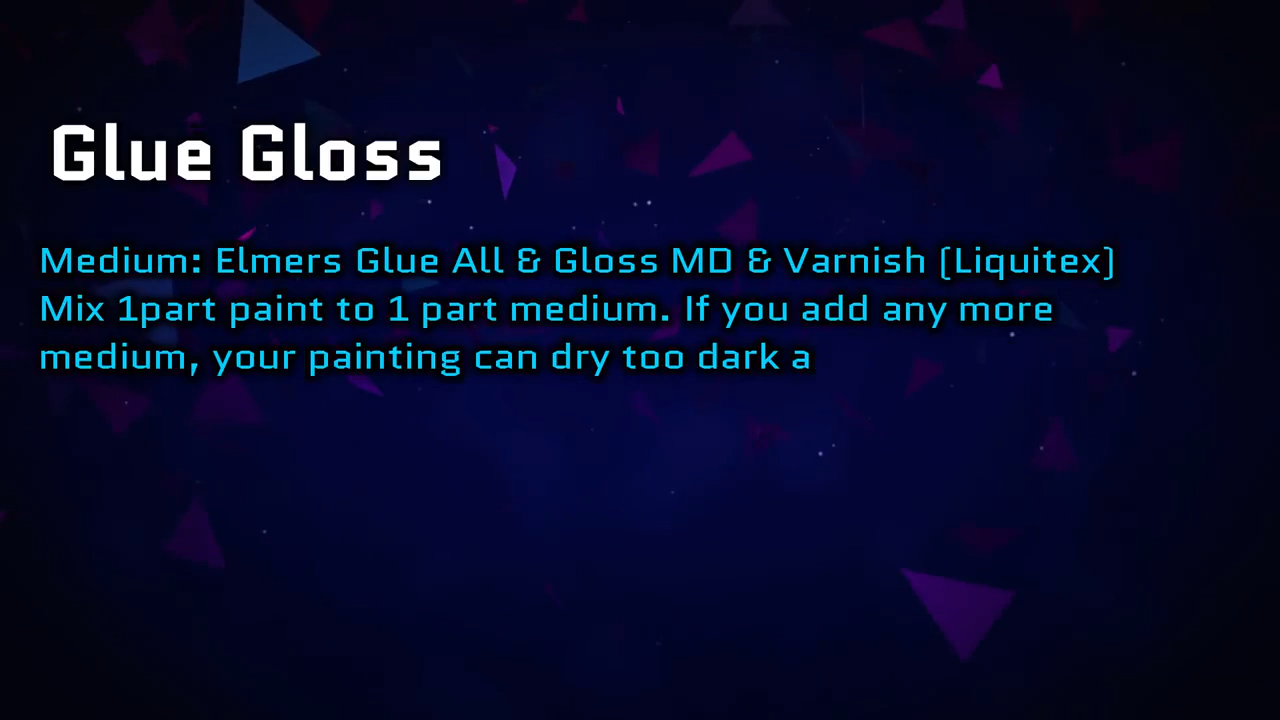 Glue Gloss
Medium: Elmers Glue All & Gloss MD & Varnish (Liquitex)
Mix 1part paint to 1 part medium. If you add any more
medium, your painting can dry too dark a